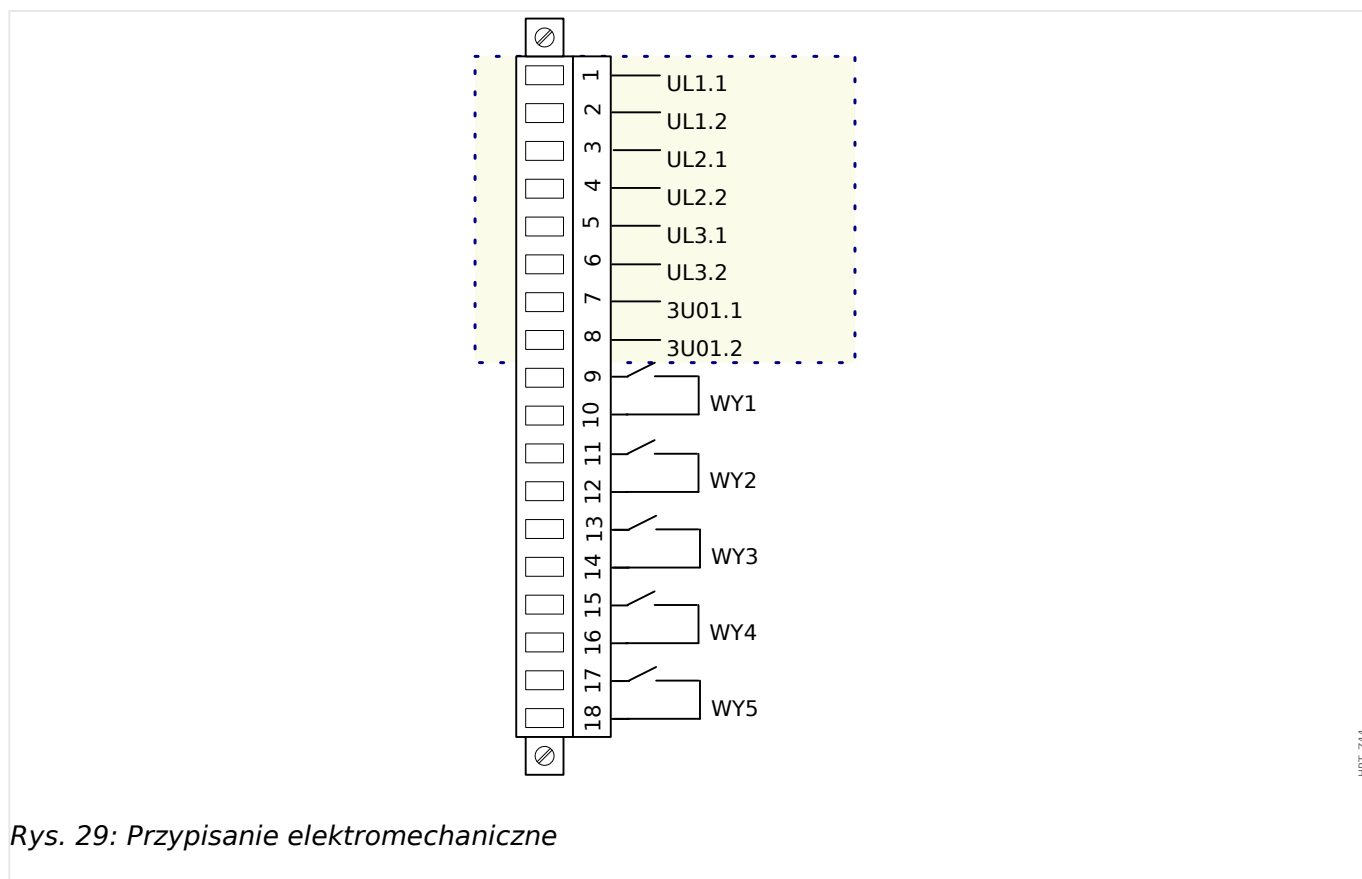 1 UL1.1
2 UL1.2
3 UL2.1
4 UL2.2
5 UL3.1
6 UL3.2
7 3U01.1
8 3U01.2
9
10 WY1
11
12 WY2
13
14 WY3
15
16 WY4
17
18 WY5
Rys. 29: Przypisanie elektromechaniczne